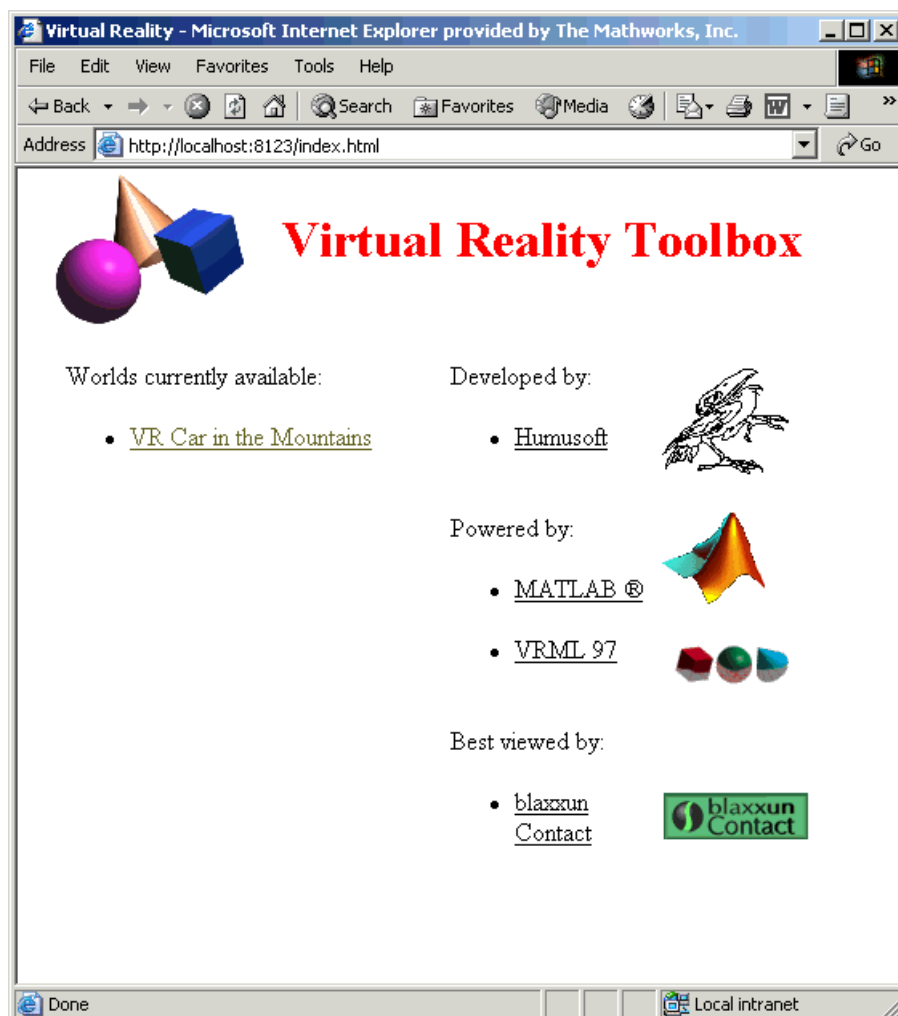 Virtual Reality - Microsoft Internet Explorer provided by The Mathworks, Inc.
File Edit View Favorites Tools Help
Back Search Favorites Media W »
Address http://localhost:8123/index.html Go
Virtual Reality Toolbox
Worlds currently available:
• VR Car in the Mountains
Developed by:
• Humusoft
Powered by:
• MATLAB ®
• VRML 97
Best viewed by:
• blaxxun
Contact
blaxxun
Contact
Done Local intranet